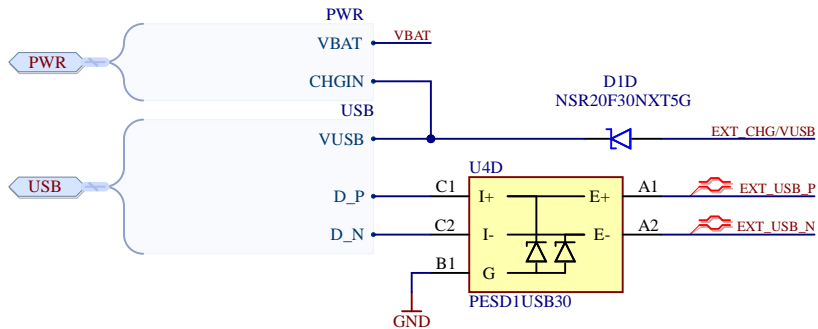 PWR
VBAT
VBAT
PWR
CHGIN
D1D
NSR20F30NXT5G
USB
VUSB
EXT_CHG/VUSB
U4D
USB
D_P
C1
I+
E+
A1
EXT_USB_P
D_N
C2
I-
E-
A2
EXT_USB_N
B1
G
PESD1USB30
GND